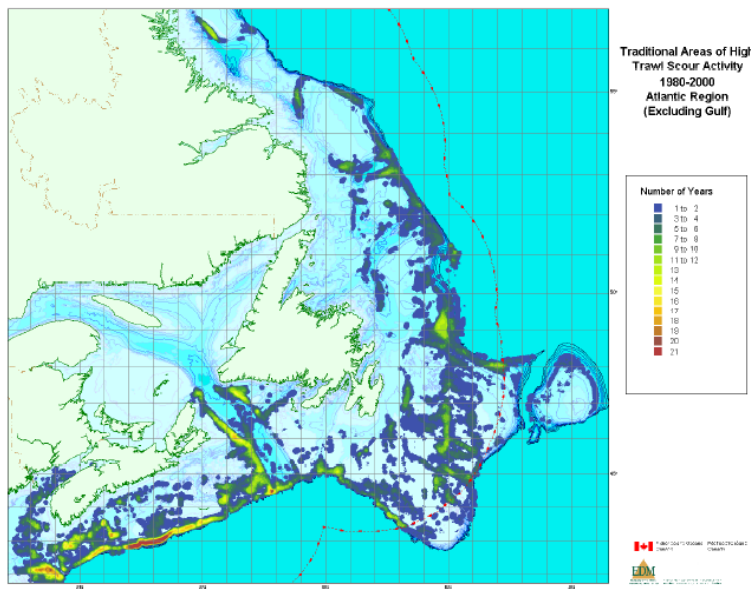 Traditional Areas of High
Trawl Scour Activity
1980-2000
Atlantic Region
(Excluding Gulf)
Number of Years
1 to 2
3 to 4
5 to 6
7 to 8
9 to 10
11 to 12
13
14
15
16
17
18
19
20
21
EDM